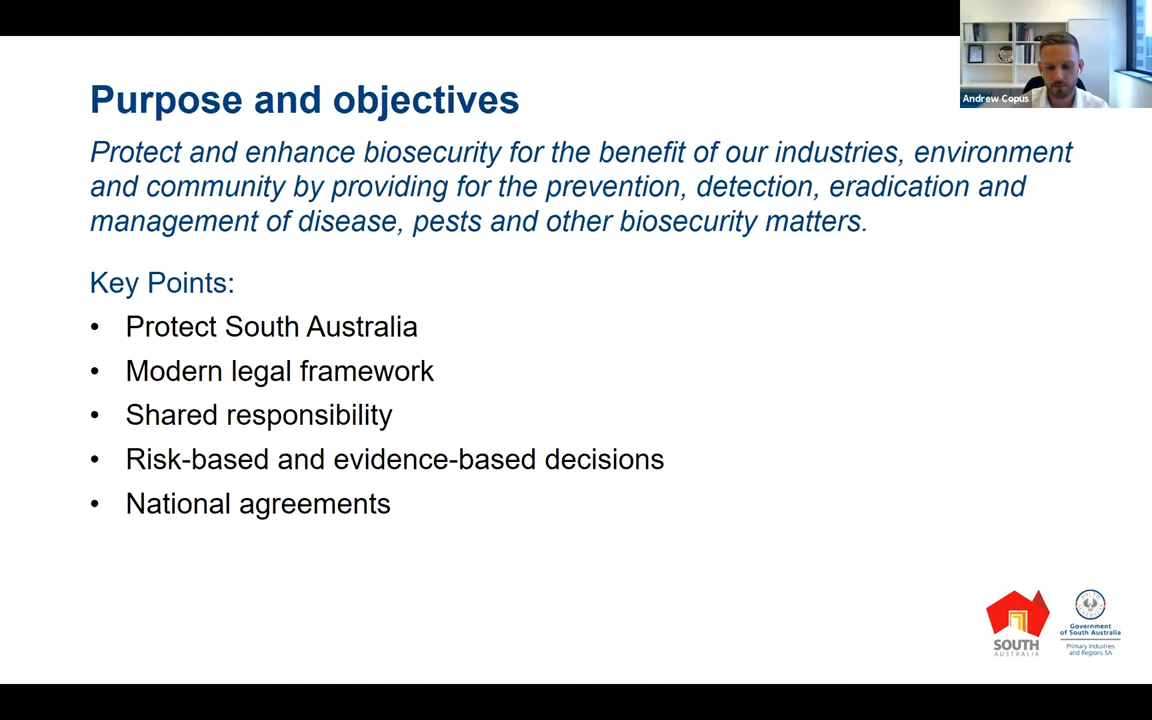 Andrew Copus
Purpose and objectives
Protect and enhance biosecurity for the benefit of our industries, environment
and community by providing for the prevention, detection, eradication and
management of disease, pests and other biosecurity matters.
Key Points:
• Protect South Australia
• Modern legal framework
• Shared responsibility
• Risk-based and evidence-based decisions
• National agreements
SOUTH
AUSTRALIA
Government
of South Australia
Primary Industries
and Regions SA